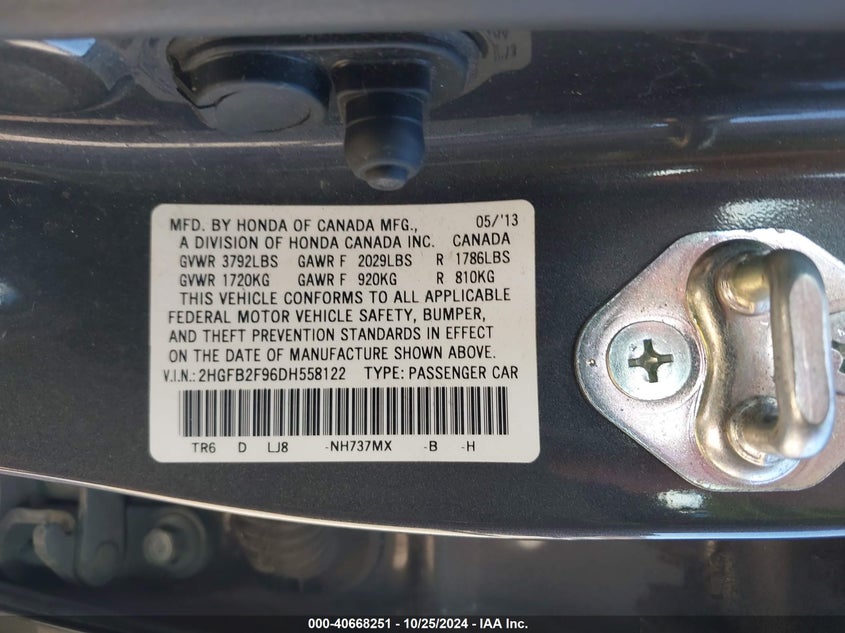 MFD. BY HONDA OF CANADA MFG., 05/'13
A DIVISION OF HONDA CANADA INC. CANADA
GVWR 3792LBS GAWR F 2029LBS R 1786LBS
GVWR 1720KG GAWR F 920KG R 810KG
THIS VEHICLE CONFORMS TO ALL APPLICABLE
FEDERAL MOTOR VEHICLE SAFETY, BUMPER,
AND THEFT PREVENTION STANDARDS IN EFFECT
ON THE DATE OF MANUFACTURE SHOWN ABOVE.
V.I.N.: 2HGFB2F96DH558122 TYPE: PASSENGER CAR
TR6 D LJ8 -NH737MX -B -H
000-40668251 • 10/25/2024 - IAA Inc.